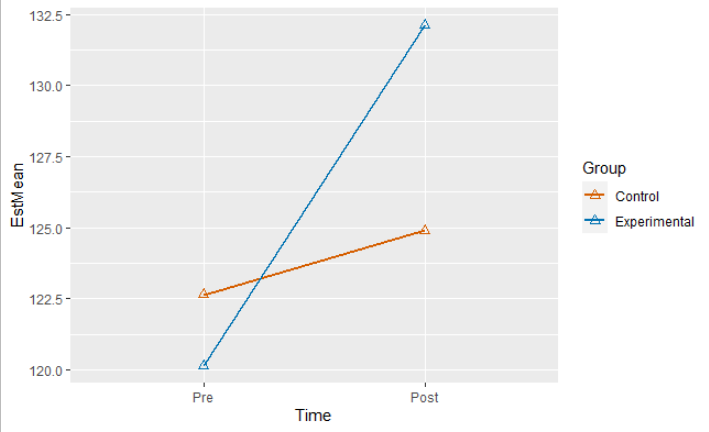 132.5
130.0
127.5
125.0
122.5
120.0
EstMean
Pre
Post
Time
Group
Control
Experimental